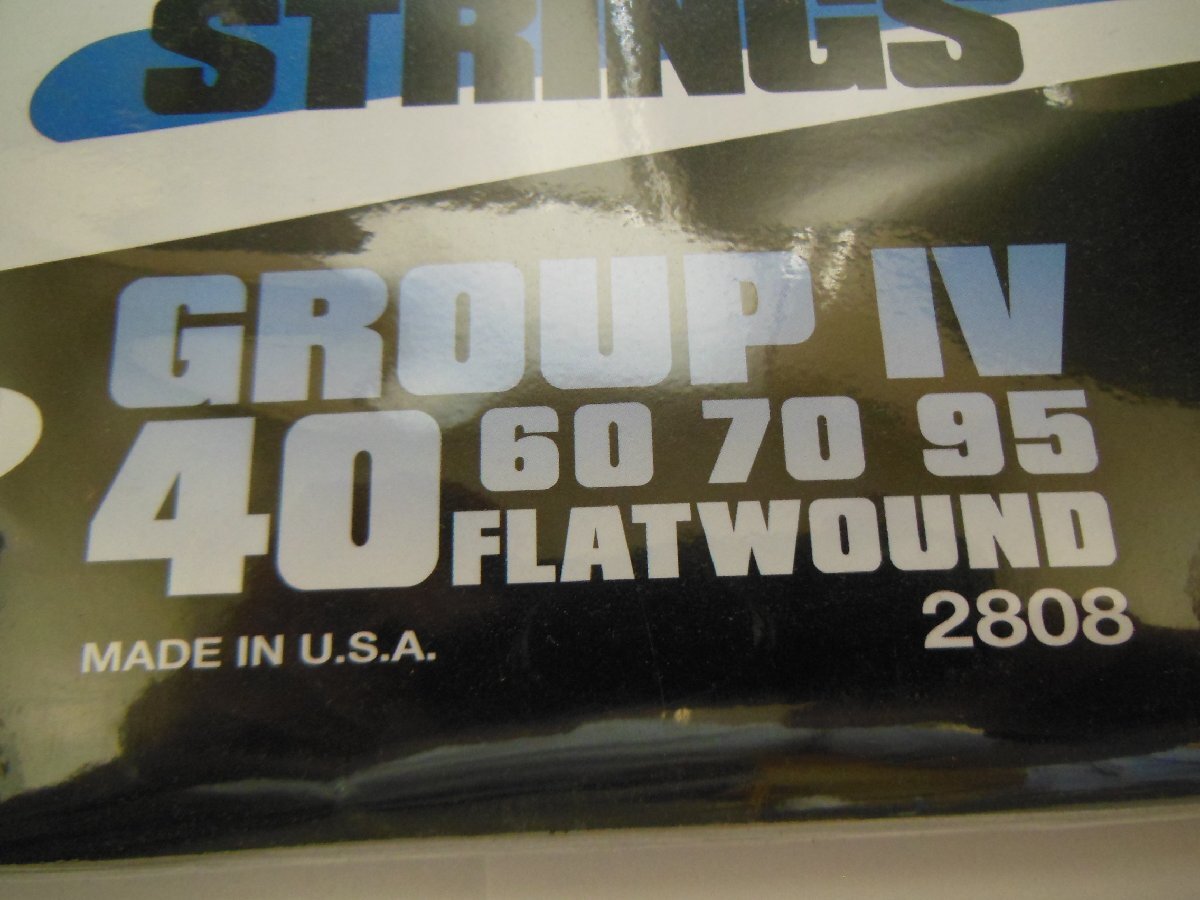 STRINGS
GROUP IV
40 60 70 95
FLATWOUND
2808
MADE IN U.S.A.